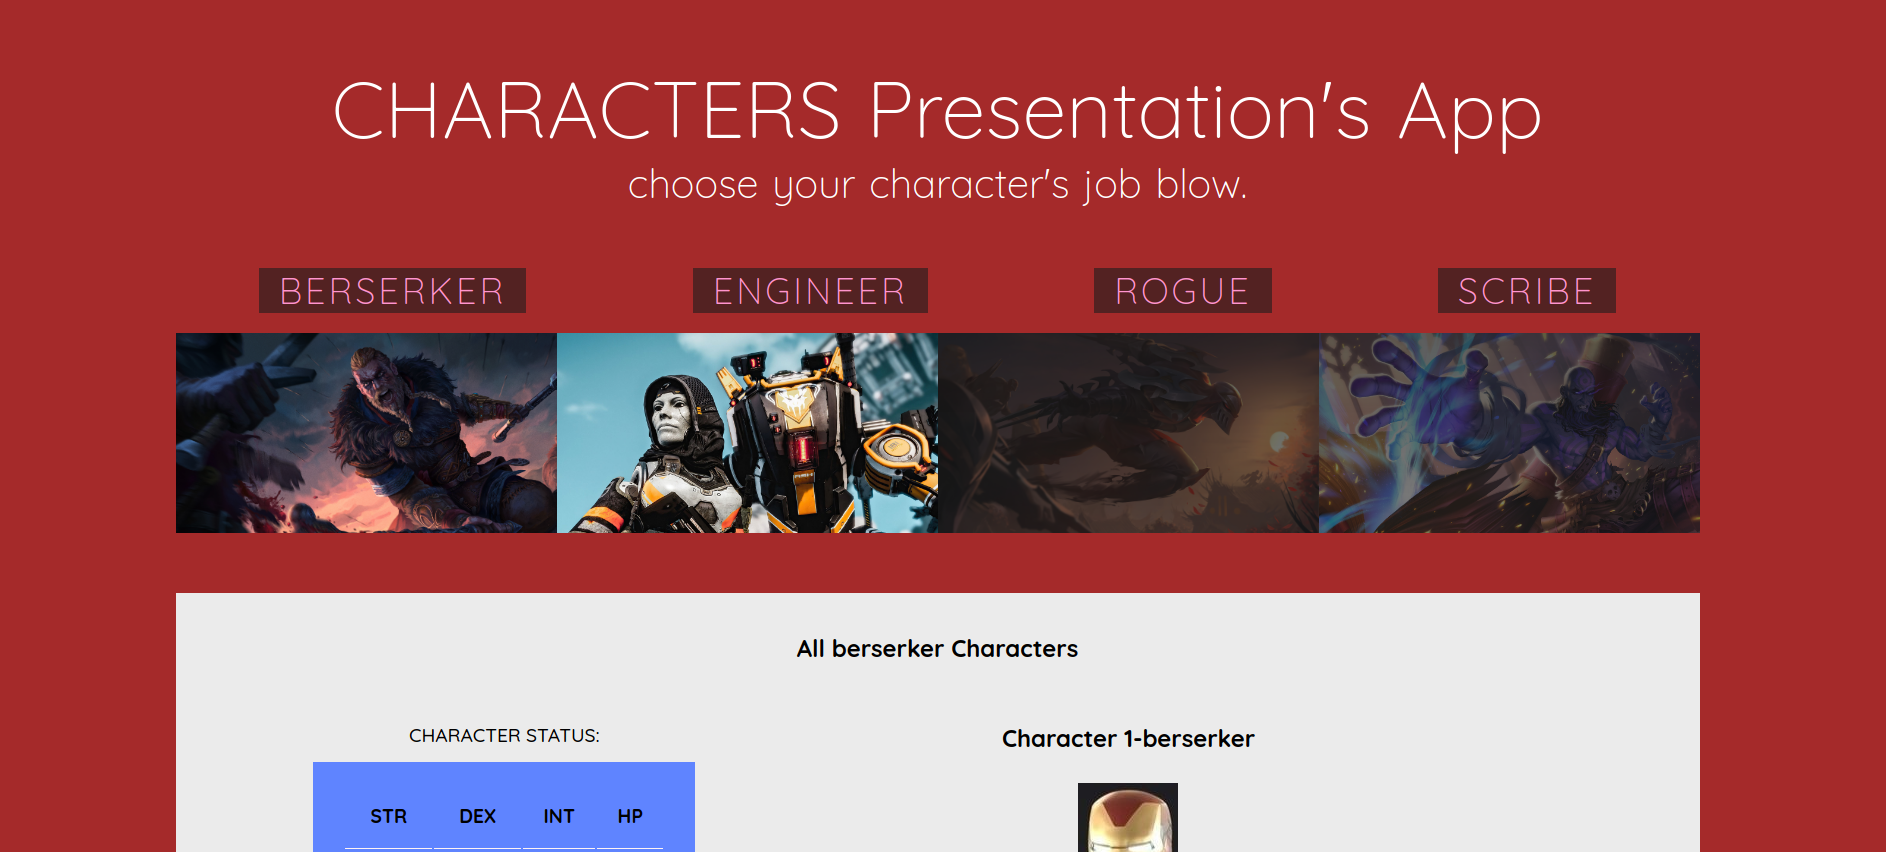 CHARACTERS Presentation's App
choose your character's job blow.
BERSERKER ENGINEER ROGUE SCRIBE
All berserker Characters
CHARACTER STATUS:
Character 1-berserker
STR DEX INT HP